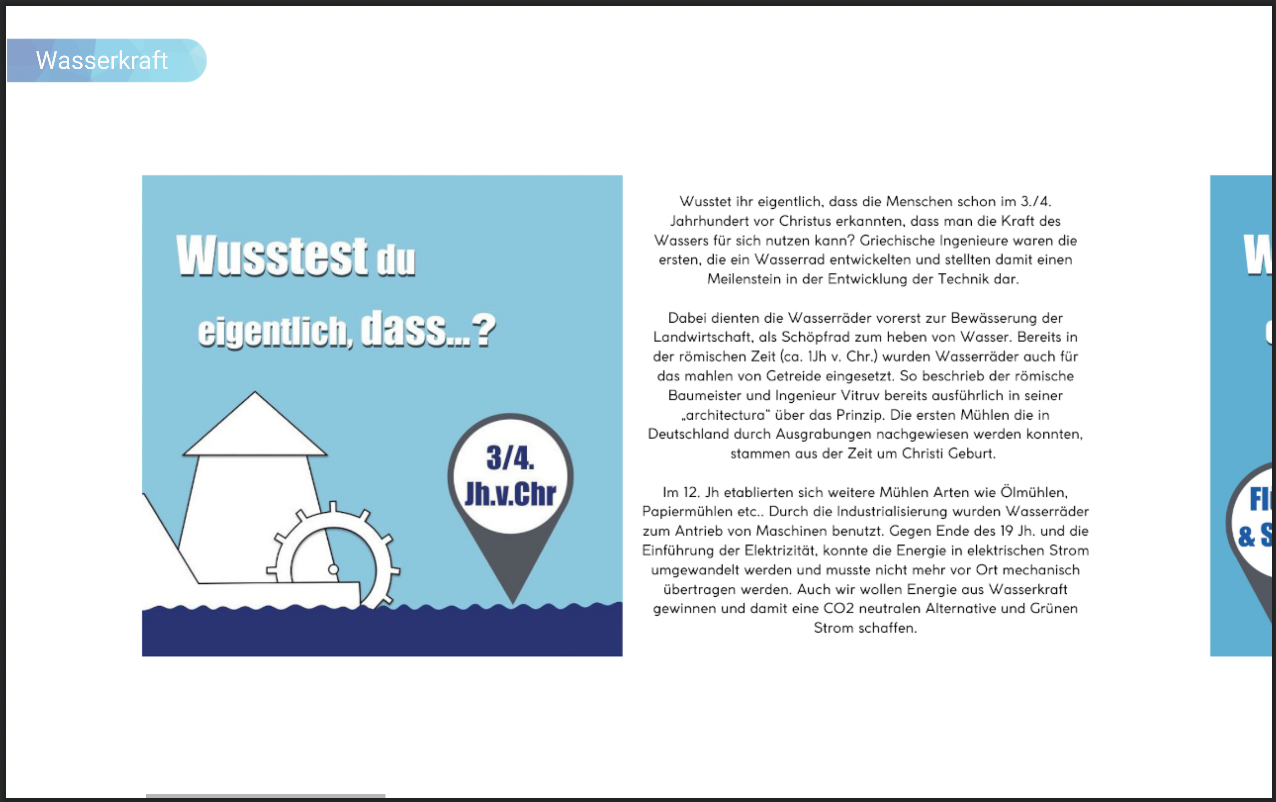 Wasserkraft
Wusstest du
eigentlich, dass...?
3/4.
Jh.v.Chr
Wusstet ihr eigentlich, dass die Menschen schon im 3./4.
Jahrhundert vor Christus erkannten, dass man die Kraft des
Wassers für sich nutzen kann? Griechische Ingenieure waren die
ersten, die ein Wasserrad entwickelten und stellten damit einen
Meilenstein in der Entwicklung der Technik dar.
Dabei dienten die Wasserräder vorerst zur Bewässerung der
Landwirtschaft, als Schöpfrad zum heben von Wasser. Bereits in
der römischen Zeit (ca. 1Jh v. Chr.) wurden Wasserräder auch für
das mahlen von Getreide eingesetzt. So beschrieb der römische
Baumeister und Ingenieur Vitruv bereits ausführlich in seiner
„architectura“ über das Prinzip. Die ersten Mühlen die in
Deutschland durch Ausgrabungen nachgewiesen werden konnten,
stammen aus der Zeit um Christi Geburt.
Im 12. Jh etablierten sich weitere Mühlen Arten wie Ölmühlen,
Papiermühlen etc.. Durch die Industrialisierung wurden Wasserräder
zum Antrieb von Maschinen benutzt. Gegen Ende des 19 Jh. und die
Einführung der Elektrizität, konnte die Energie in elektrischen Strom
umgewandelt werden und musste nicht mehr vor Ort mechanisch
übertragen werden. Auch wir wollen Energie aus Wasserkraft
gewinnen und damit eine CO2 neutralen Alternative und Grünen
Strom schaffen.